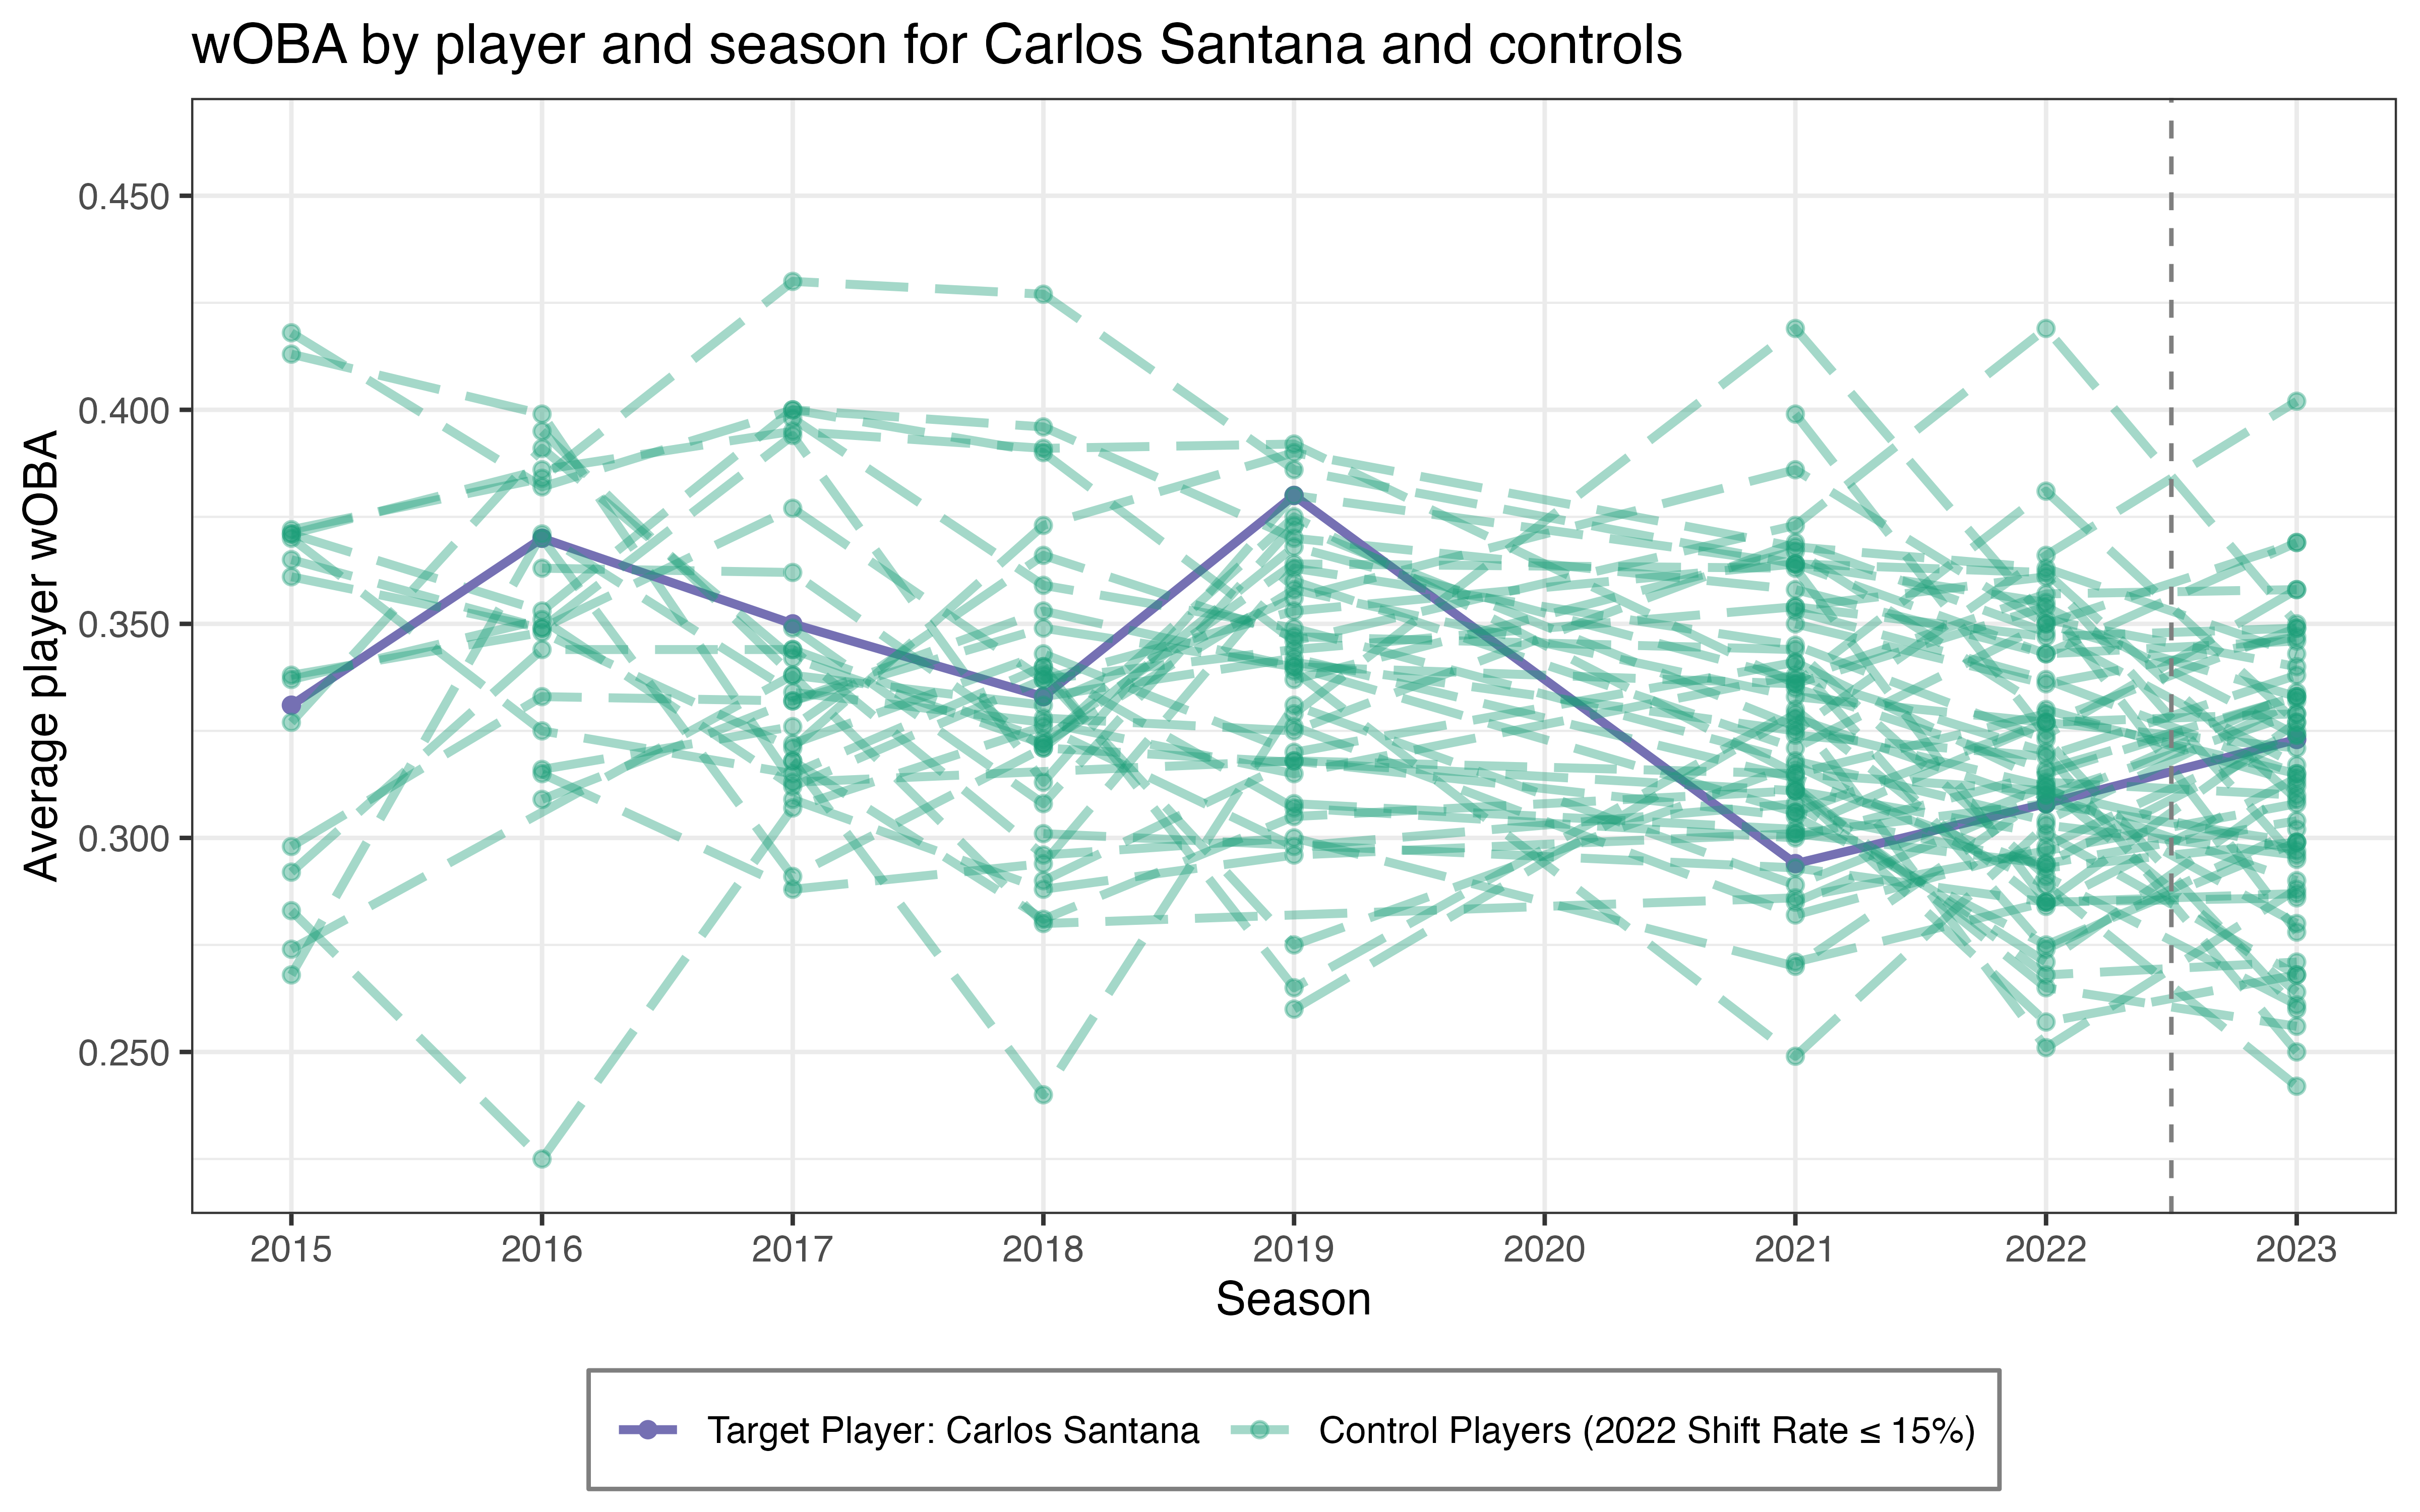 wOBA by player and season for Carlos Santana and controls
Average player wOBA
0.450
0.400
0.350
0.300
0.250
2015 2016 2017 2018 2019 2020 2021 2022 2023
Season
Target Player: Carlos Santana Control Players (2022 Shift Rate ≤ 15%)